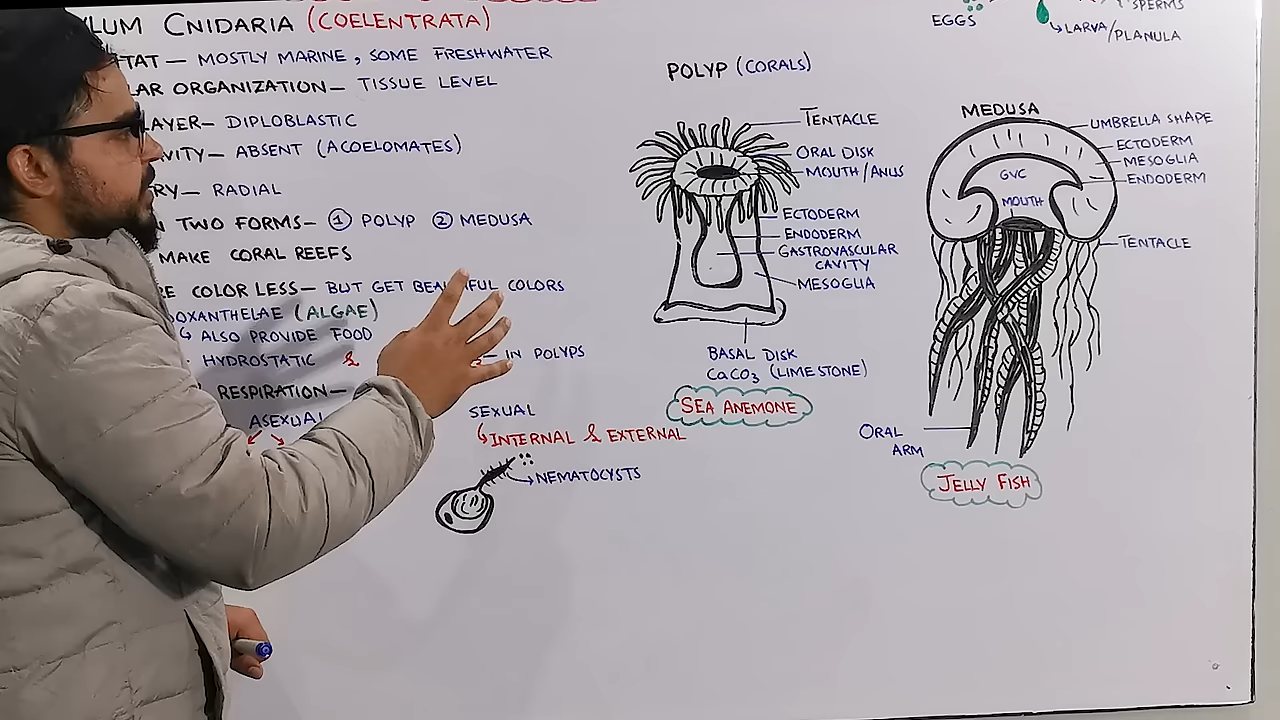 LUM CNIDARIA (COELENTRATA)
TAT — MOSTLY MARINE, SOME FRESHWATER
LAR ORGANIZATION — TISSUE LEVEL
LAYER — DIPLOBLASTIC
VITY — ABSENT (ACOELOMATES)
RY — RADIAL
N TWO FORMS — ① POLYP ② MEDUSA
MAKE CORAL REEFS
RE COLOR LESS — BUT GET BEAUTIFUL COLORS
OXANTHELAE (ALGAE)
↳ ALSO PROVIDE FOOD
HYDROSTATIC & — IN POLYPS
RESPIRATION —
ASEXUAL
SEXUAL
↳ INTERNAL & EXTERNAL
NEMATOCYSTS
EGGS
SPERMS
LARVA/PLANULA
POLYP (CORALS)
TENTACLE
ORAL DISK
MOUTH/ANUS
ECTODERM
ENDODERM
GASTROVASCULAR
CAVITY
MESOGLIA
BASAL DISK
CaCO₃ (LIMESTONE)
SEA ANEMONE
MEDUSA
UMBRELLA SHAPE
ECTODERM
MESOGLIA
ENDODERM
GVC
MOUTH
TENTACLE
ORAL
ARM
JELLY FISH